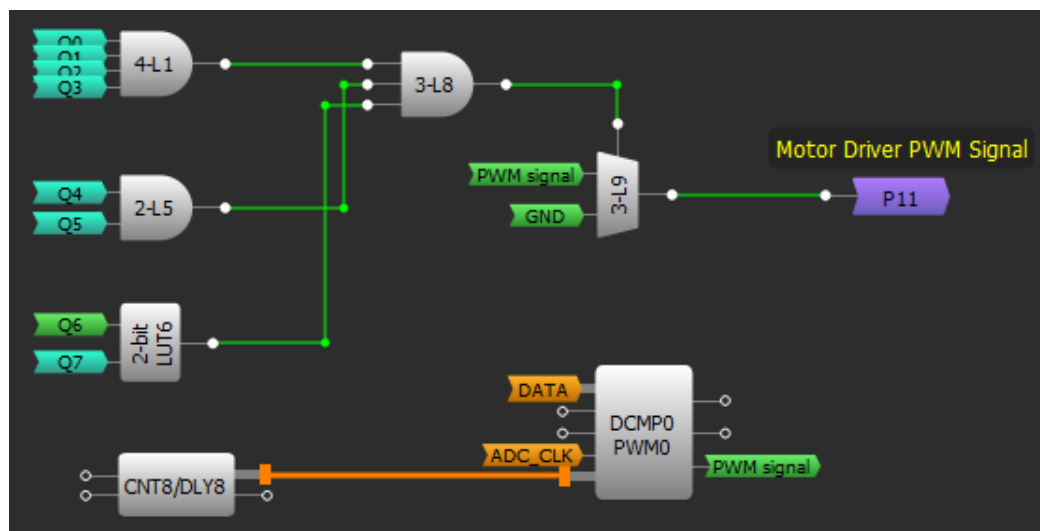 Q0
Q1
Q2
Q3
4-L1
3-L8
Motor Driver PWM Signal
PWM signal
GND
3-L9
P11
Q4
Q5
2-L5
Q6
Q7
2-bit
LUT6
DATA
ADC_CLK
DCMP0
PWM0
PWM signal
CNT8/DLY8